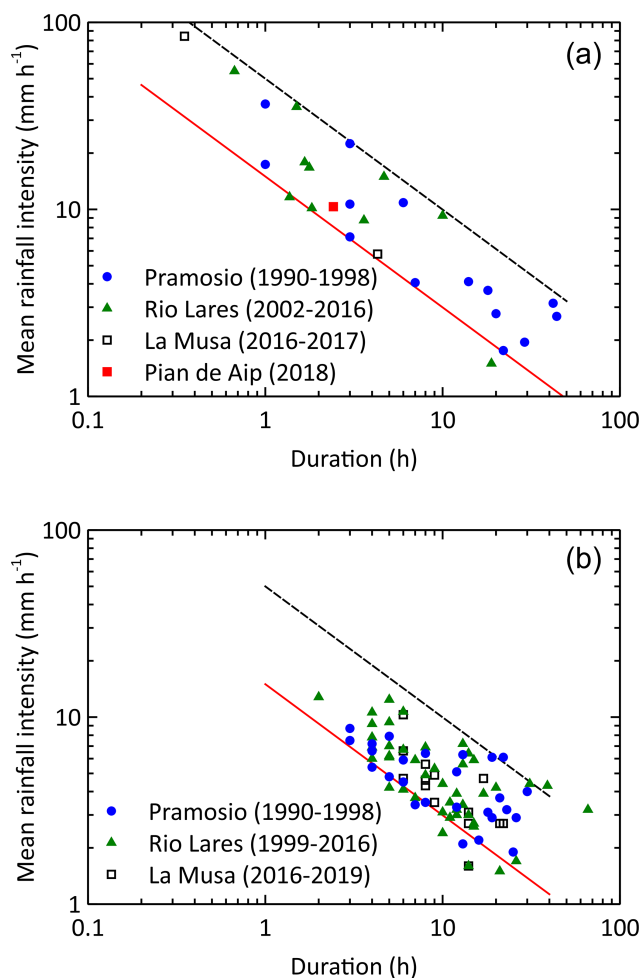 100
(a)
Mean rainfall intensity (mm h⁻¹)
10
Pramosio (1990-1998)
Rio Lares (2002-2016)
La Musa (2016-2017)
Pian de Aip (2018)
1
0.1 1 10 100
Duration (h)
100
(b)
Mean rainfall intensity (mm h⁻¹)
10
Pramosio (1990-1998)
Rio Lares (1999-2016)
La Musa (2016-2019)
1
0.1 1 10 100
Duration (h)